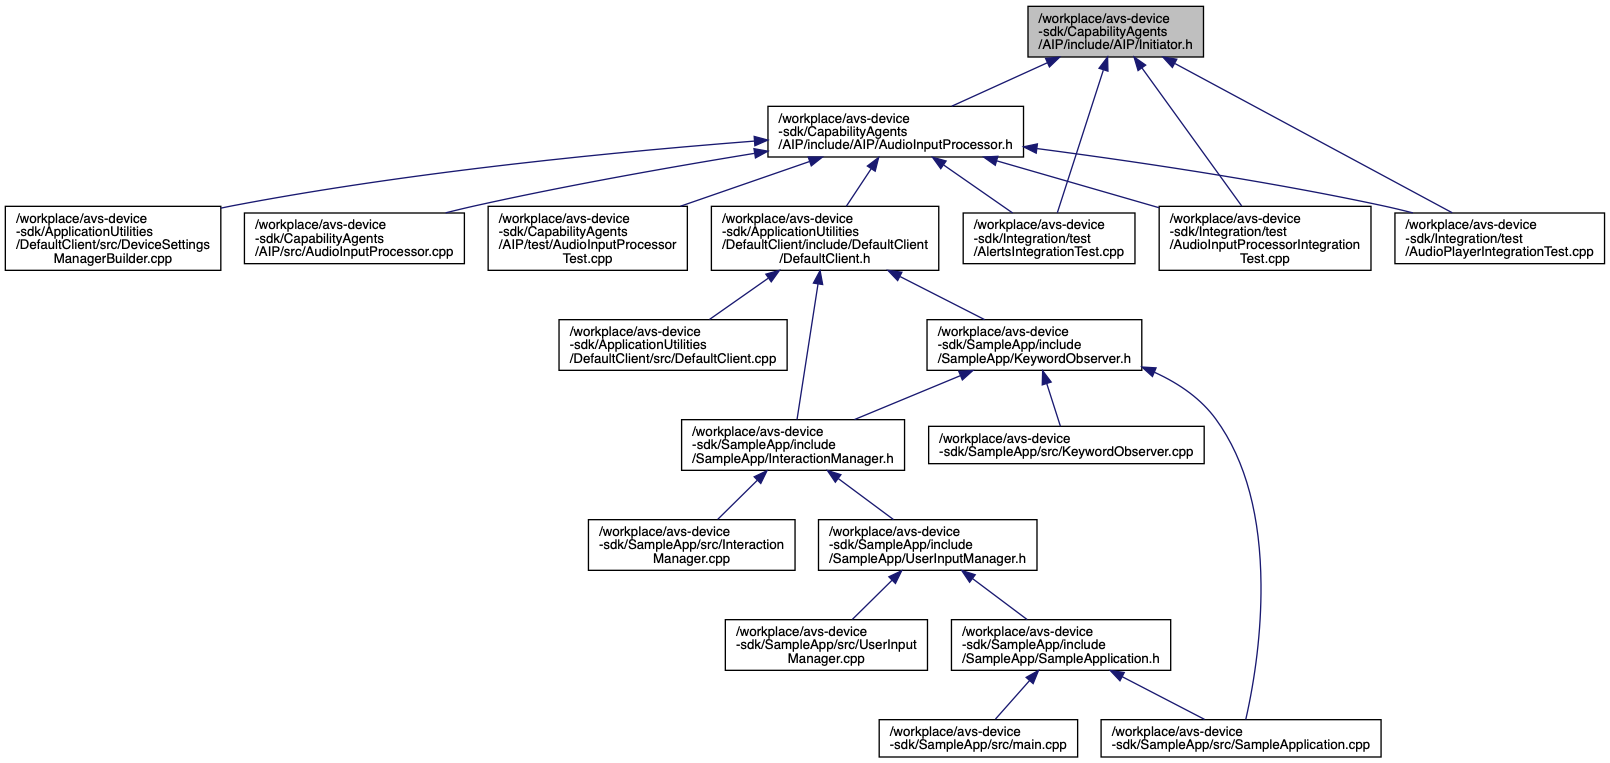 /workplace/avs-device
-sdk/CapabilityAgents
/AIP/include/AIP/Initiator.h
/workplace/avs-device
-sdk/CapabilityAgents
/AIP/include/AIP/AudioInputProcessor.h
/workplace/avs-device
-sdk/ApplicationUtilities
/DefaultClient/src/DeviceSettings
ManagerBuilder.cpp
/workplace/avs-device
-sdk/CapabilityAgents
/AIP/src/AudioInputProcessor.cpp
/workplace/avs-device
-sdk/CapabilityAgents
/AIP/test/AudioInputProcessor
Test.cpp
/workplace/avs-device
-sdk/ApplicationUtilities
/DefaultClient/include/DefaultClient
/DefaultClient.h
/workplace/avs-device
-sdk/Integration/test
/AlertsIntegrationTest.cpp
/workplace/avs-device
-sdk/Integration/test
/AudioInputProcessorIntegration
Test.cpp
/workplace/avs-device
-sdk/Integration/test
/AudioPlayerIntegrationTest.cpp
/workplace/avs-device
-sdk/ApplicationUtilities
/DefaultClient/src/DefaultClient.cpp
/workplace/avs-device
-sdk/SampleApp/include
/SampleApp/KeywordObserver.h
/workplace/avs-device
-sdk/SampleApp/include
/SampleApp/InteractionManager.h
/workplace/avs-device
-sdk/SampleApp/src/KeywordObserver.cpp
/workplace/avs-device
-sdk/SampleApp/src/Interaction
Manager.cpp
/workplace/avs-device
-sdk/SampleApp/include
/SampleApp/UserInputManager.h
/workplace/avs-device
-sdk/SampleApp/src/UserInput
Manager.cpp
/workplace/avs-device
-sdk/SampleApp/include
/SampleApp/SampleApplication.h
/workplace/avs-device
-sdk/SampleApp/src/main.cpp
/workplace/avs-device
-sdk/SampleApp/src/SampleApplication.cpp